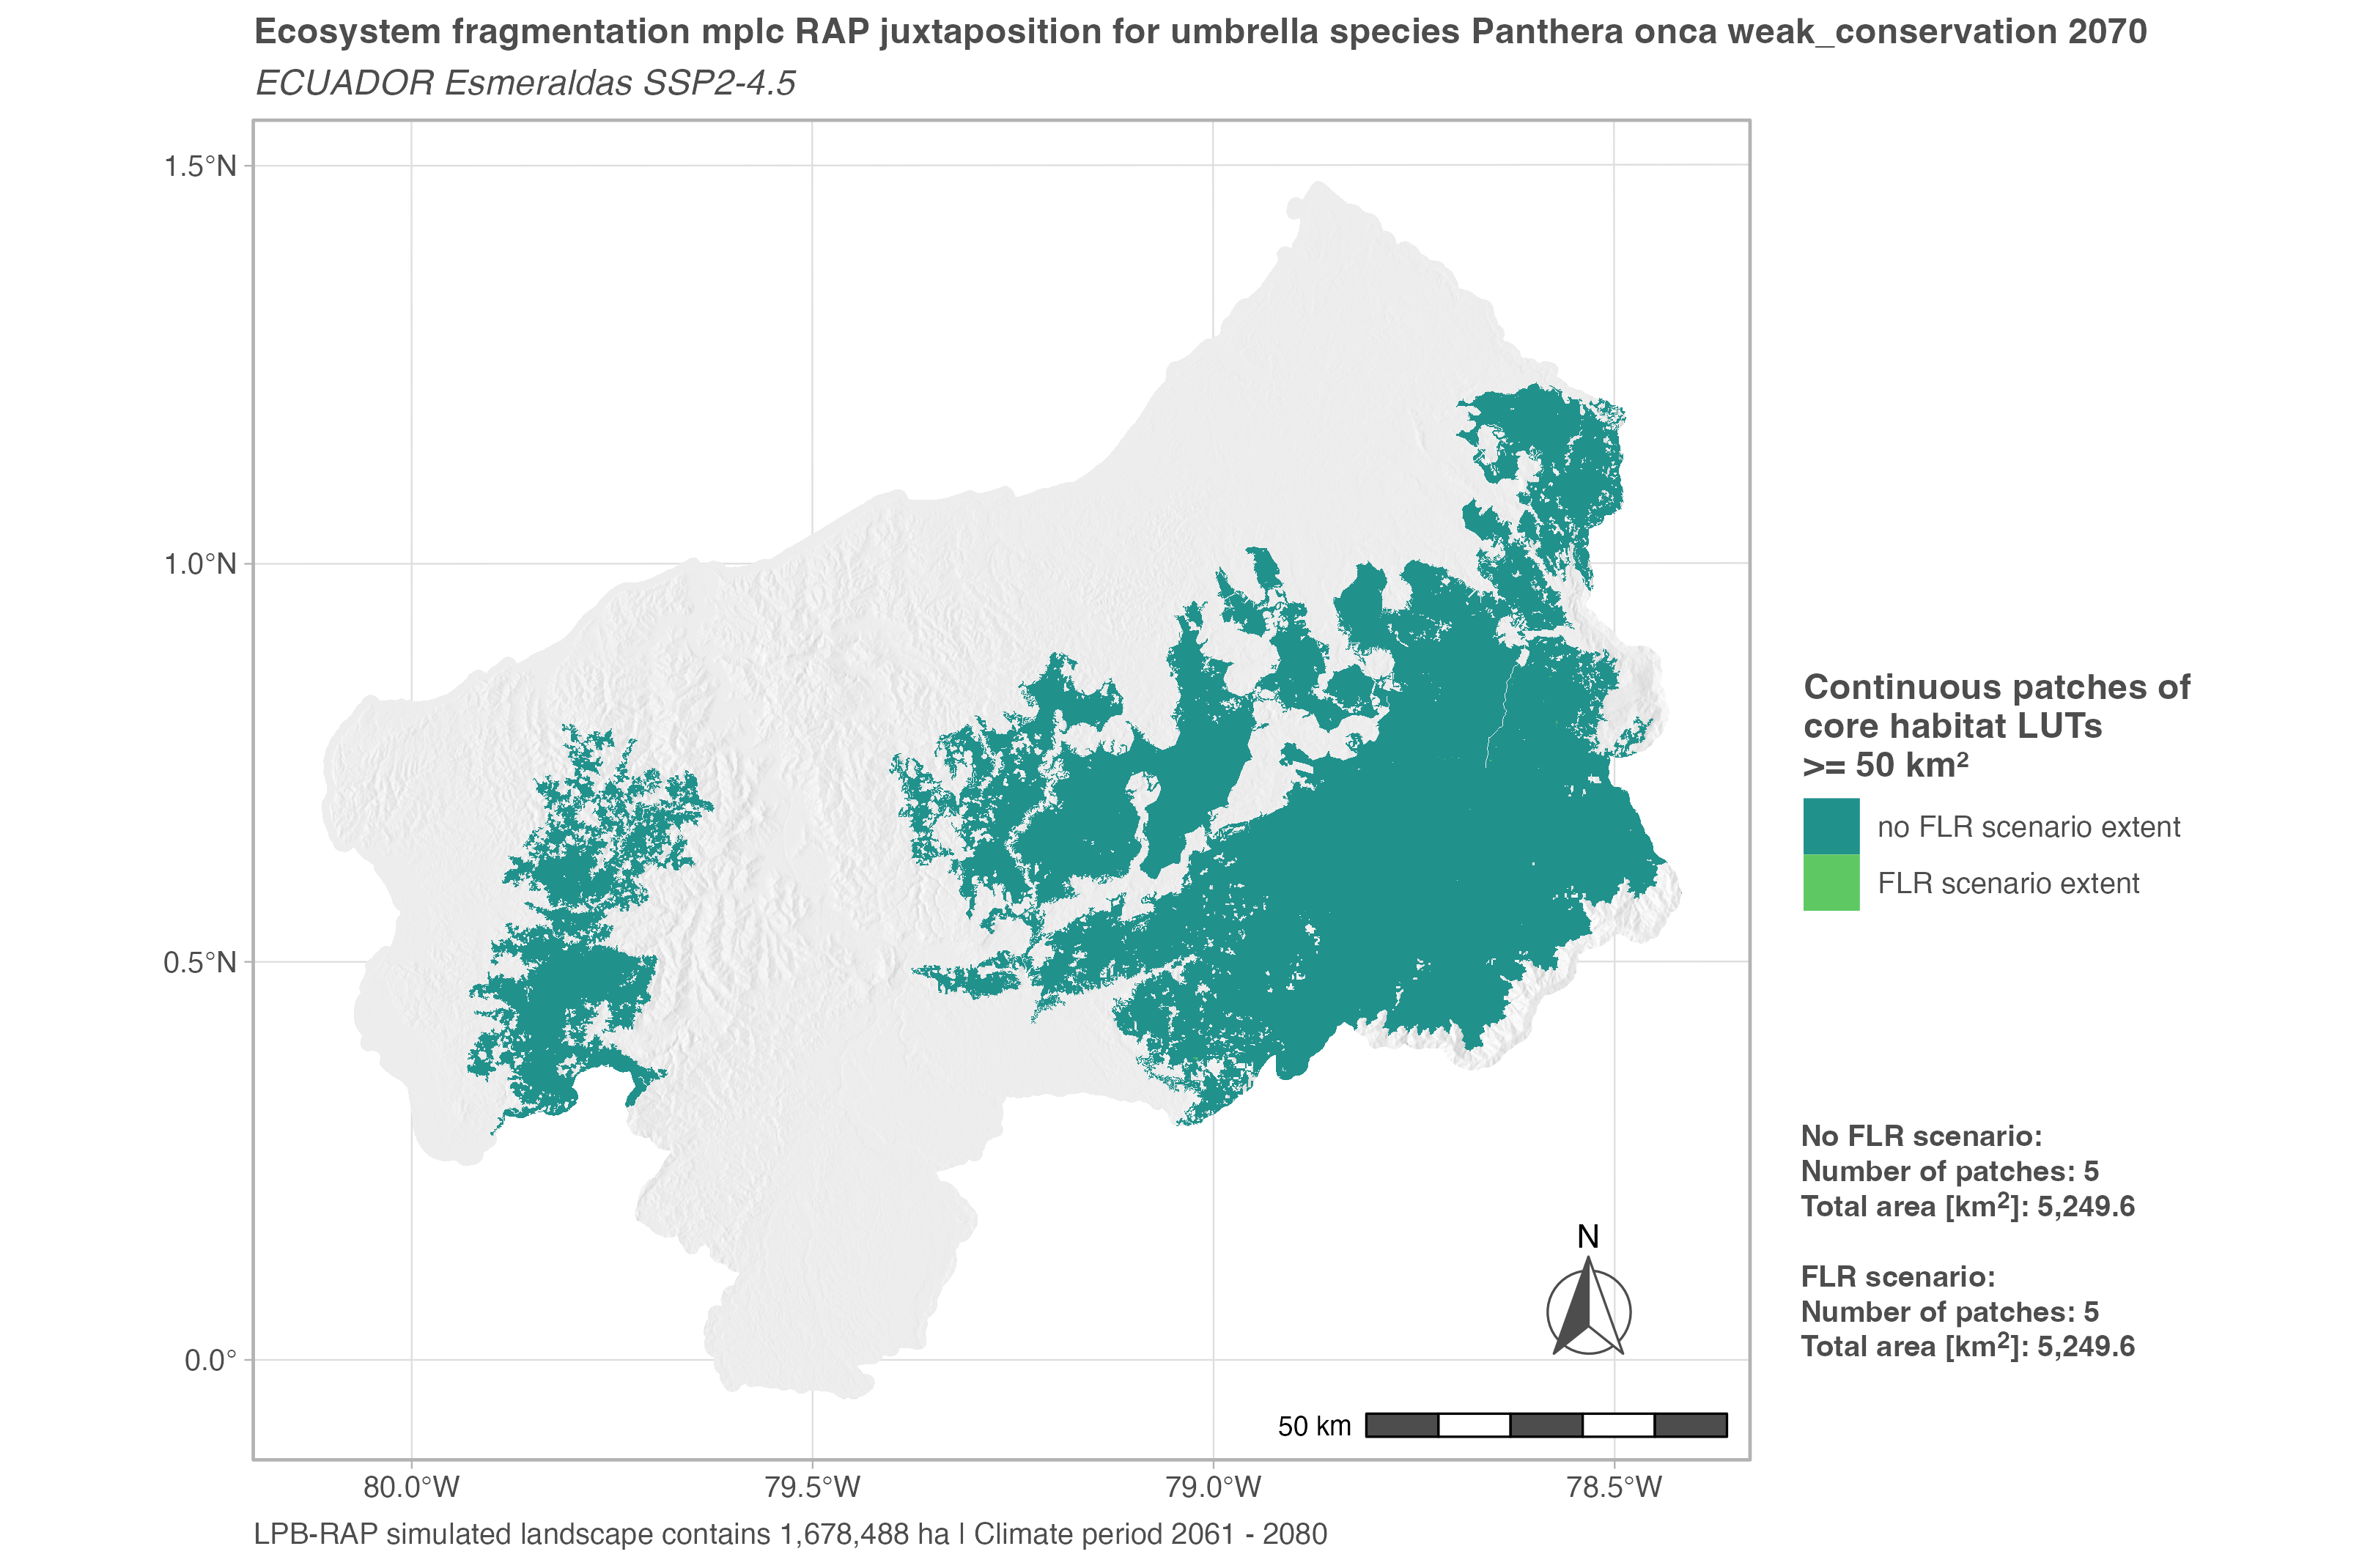 Ecosystem fragmentation mplc RAP juxtaposition for umbrella species Panthera onca weak_conservation 2070
ECUADOR Esmeraldas SSP2-4.5
1.5°N
1.0°N
0.5°N
0.0°
80.0°W
79.5°W
79.0°W
78.5°W
N
50 km
Continuous patches of
core habitat LUTs
>= 50 km²
no FLR scenario extent
FLR scenario extent
No FLR scenario:
Number of patches: 5
Total area [km²]: 5,249.6
FLR scenario:
Number of patches: 5
Total area [km²]: 5,249.6
LPB-RAP simulated landscape contains 1,678,488 ha | Climate period 2061 - 2080